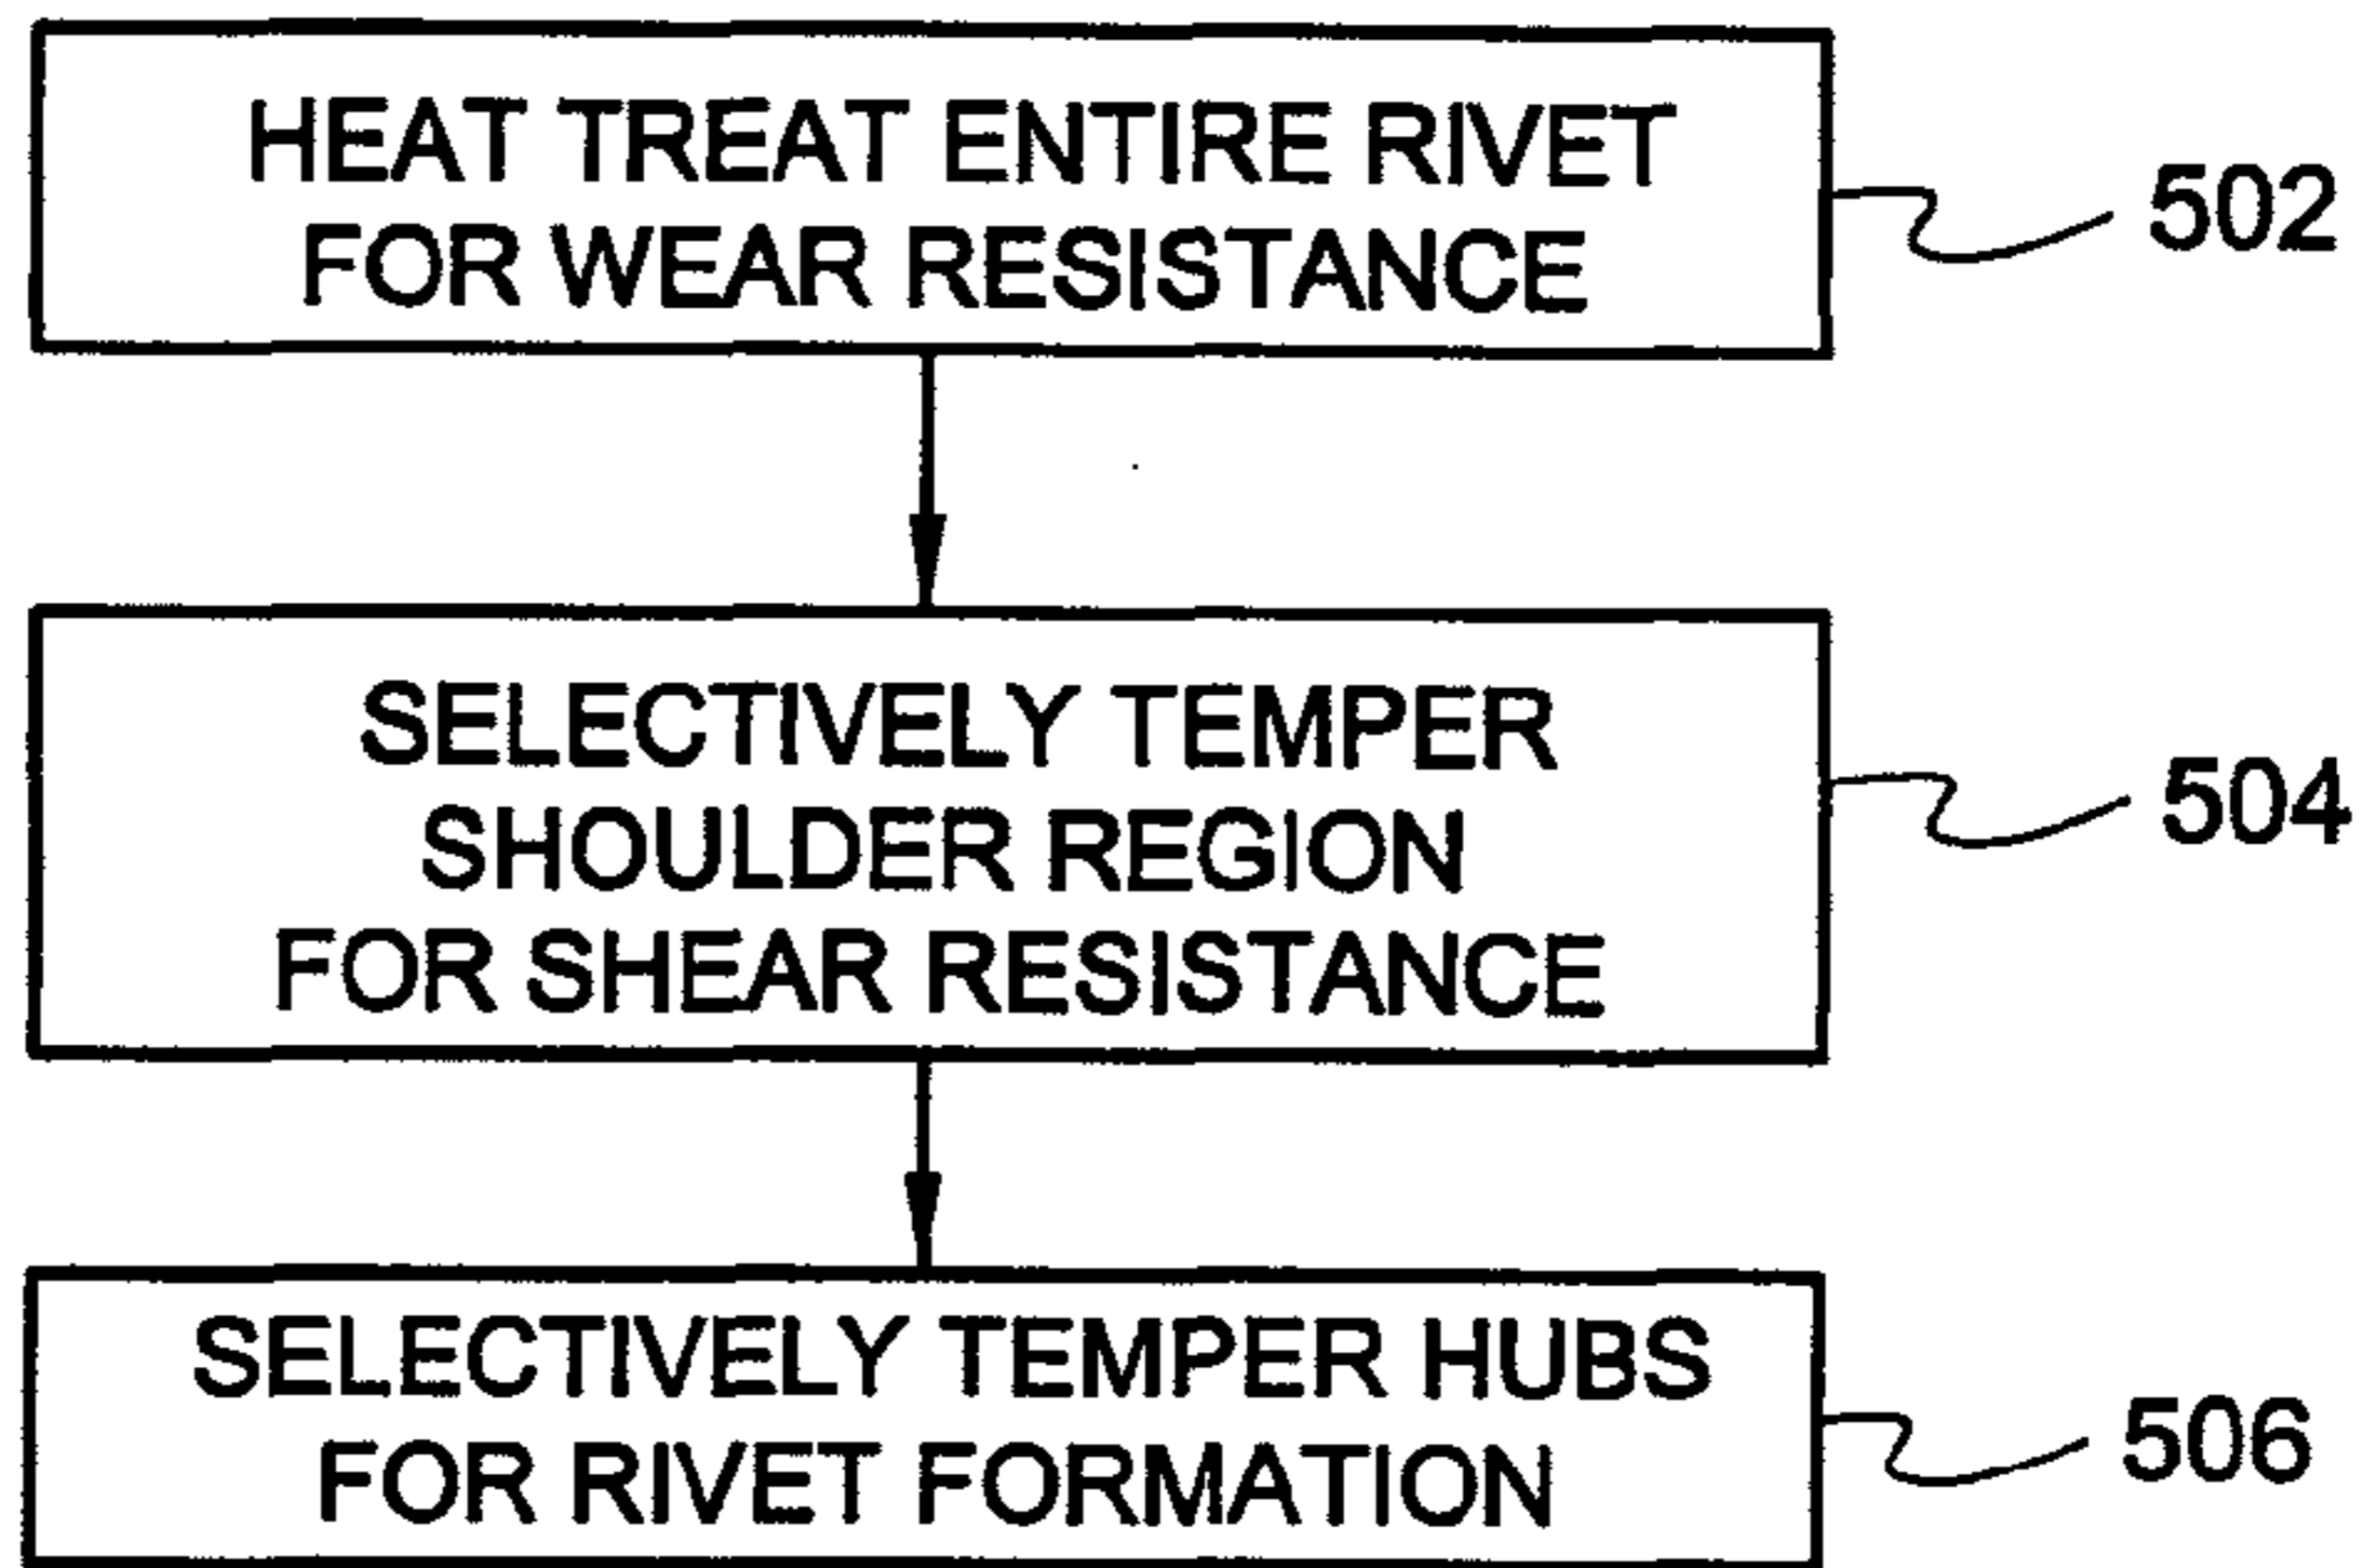 HEAT TREAT ENTIRE RIVET
FOR WEAR RESISTANCE
502
SELECTIVELY TEMPER
SHOULDER REGION
FOR SHEAR RESISTANCE
504
SELECTIVELY TEMPER HUBS
FOR RIVET FORMATION
506